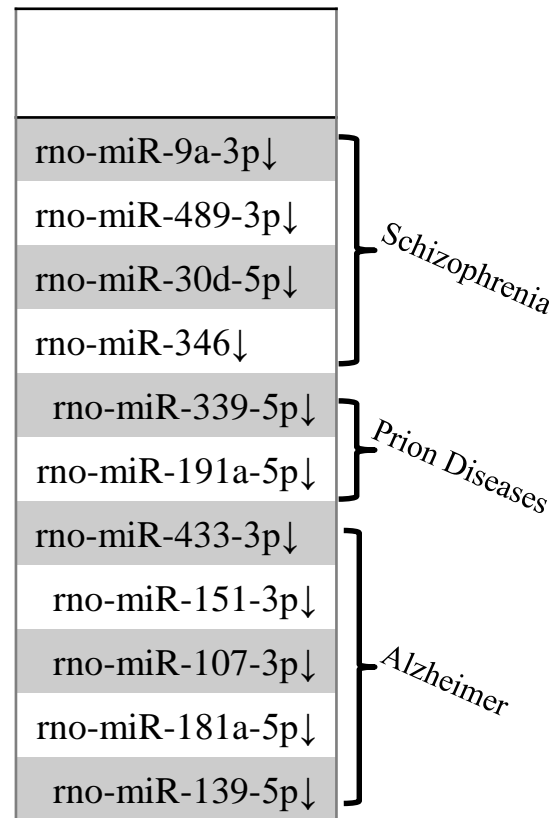 rno-miR-9a-3p↓
rno-miR-489-3p↓
rno-miR-30d-5p↓
rno-miR-346↓
Schizophrenia
rno-miR-339-5p↓
rno-miR-191a-5p↓
Prion Diseases
rno-miR-433-3p↓
rno-miR-151-3p↓
rno-miR-107-3p↓
rno-miR-181a-5p↓
rno-miR-139-5p↓
Alzheimer